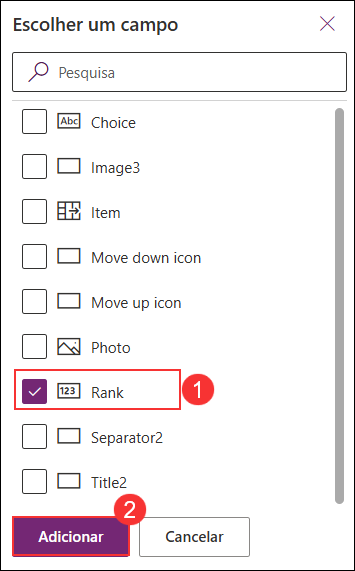 Escolher um campo
Pesquisa
Abc Choice
Image3
Item
Move down icon
Move up icon
Photo
123 Rank 1
Separator2
Title2
2
Adicionar Cancelar